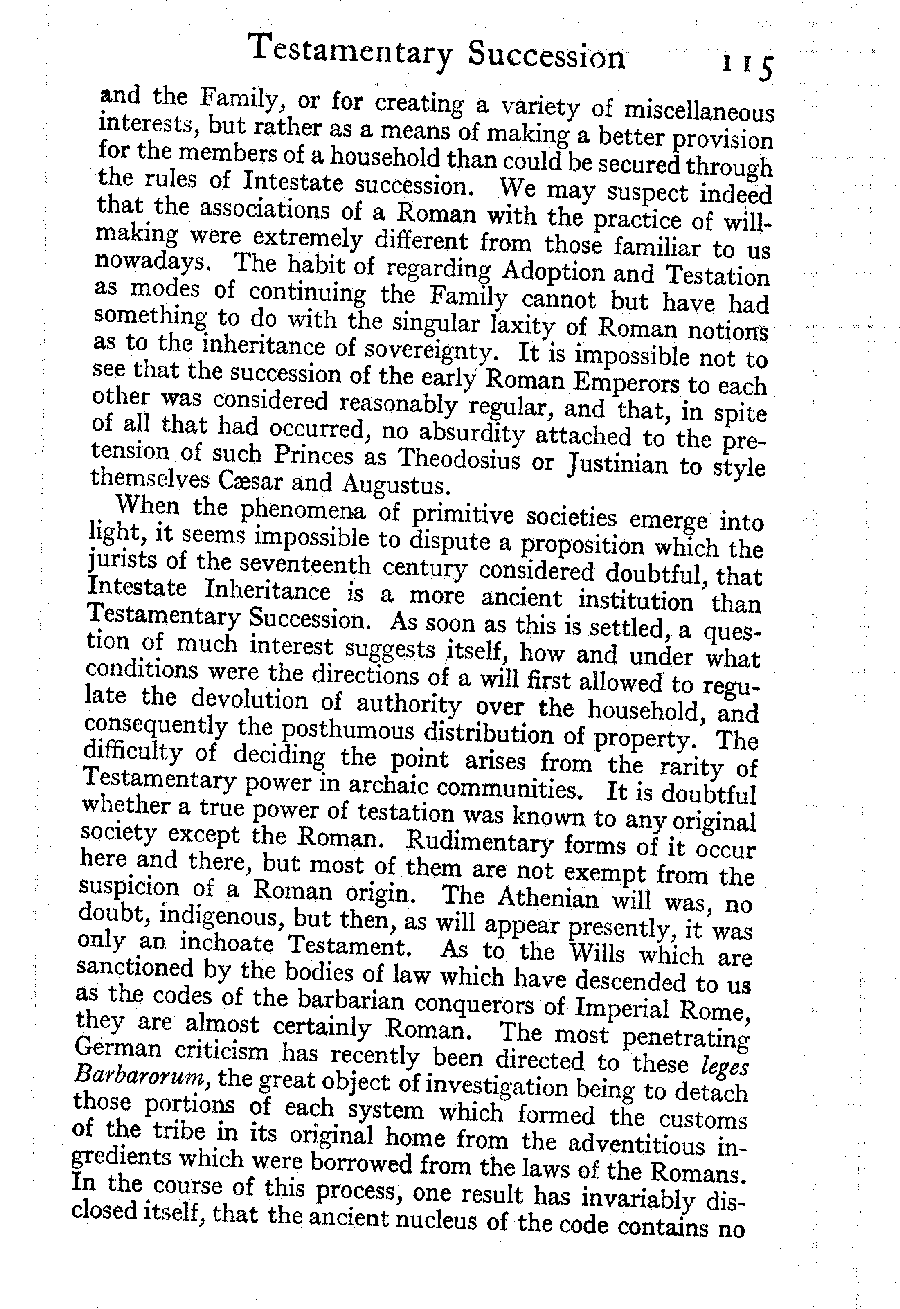 Testamentary Succession 115
and the Family, or for creating a variety of miscellaneous
interests, but rather as a means of making a better provision
for the members of a household than could be secured through
the rules of Intestate succession. We may suspect indeed
that the associations of a Roman with the practice of will-
making were extremely different from those familiar to us
nowadays. The habit of regarding Adoption and Testation
as modes of continuing the Family cannot but have had
something to do with the singular laxity of Roman notions
as to the inheritance of sovereignty. It is impossible not to
see that the succession of the early Roman Emperors to each
other was considered reasonably regular, and that, in spite
of all that had occurred, no absurdity attached to the pre-
tension of such Princes as Theodosius or Justinian to style
themselves Cæsar and Augustus.
When the phenomena of primitive societies emerge into
light, it seems impossible to dispute a proposition which the
jurists of the seventeenth century considered doubtful, that
Intestate Inheritance is a more ancient institution than
Testamentary Succession. As soon as this is settled, a ques-
tion of much interest suggests itself, how and under what
conditions were the directions of a will first allowed to regu-
late the devolution of authority over the household, and
consequently the posthumous distribution of property. The
difficulty of deciding the point arises from the rarity of
Testamentary power in archaic communities. It is doubtful
whether a true power of testation was known to any original
society except the Roman. Rudimentary forms of it occur
here and there, but most of them are not exempt from the
suspicion of a Roman origin. The Athenian will was, no
doubt, indigenous, but then, as will appear presently, it was
only an inchoate Testament. As to the Wills which are
sanctioned by the bodies of law which have descended to us
as the codes of the barbarian conquerors of Imperial Rome,
they are almost certainly Roman. The most penetrating
German criticism has recently been directed to these leges
Barbarorum, the great object of investigation being to detach
those portions of each system which formed the customs
of the tribe in its original home from the adventitious in-
gredients which were borrowed from the laws of the Romans.
In the course of this process, one result has invariably dis-
closed itself, that the ancient nucleus of the code contains no